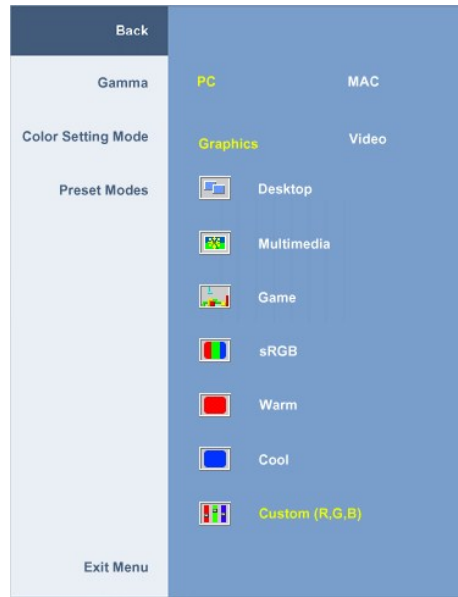 Back
Gamma PC MAC
Color Setting Mode Graphics Video
Preset Modes Desktop
Multimedia
Game
sRGB
Warm
Cool
Custom (R,G,B)
Exit Menu